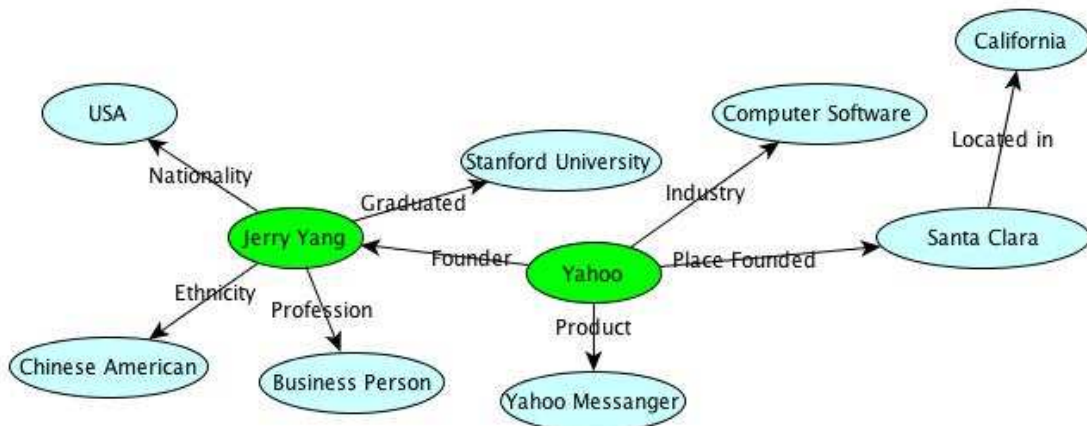 California
USA
Computer Software
Located in
Stanford University
Nationality
Industry
Graduated
Jerry Yang
Santa Clara
Founder
Yahoo
Place Founded
Ethnicity
Profession
Product
Chinese American
Business Person
Yahoo Messanger